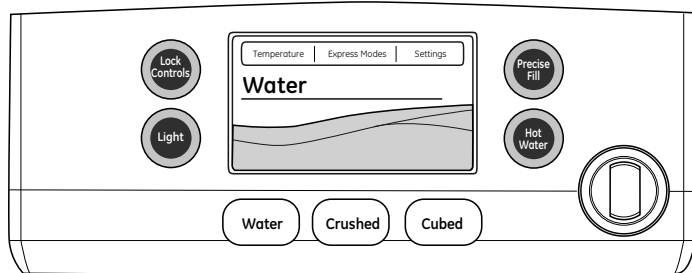 Lock
Controls
Light
Temperature Express Modes Settings
Water
Precise
Fill
Hot
Water
Water Crushed Cubed